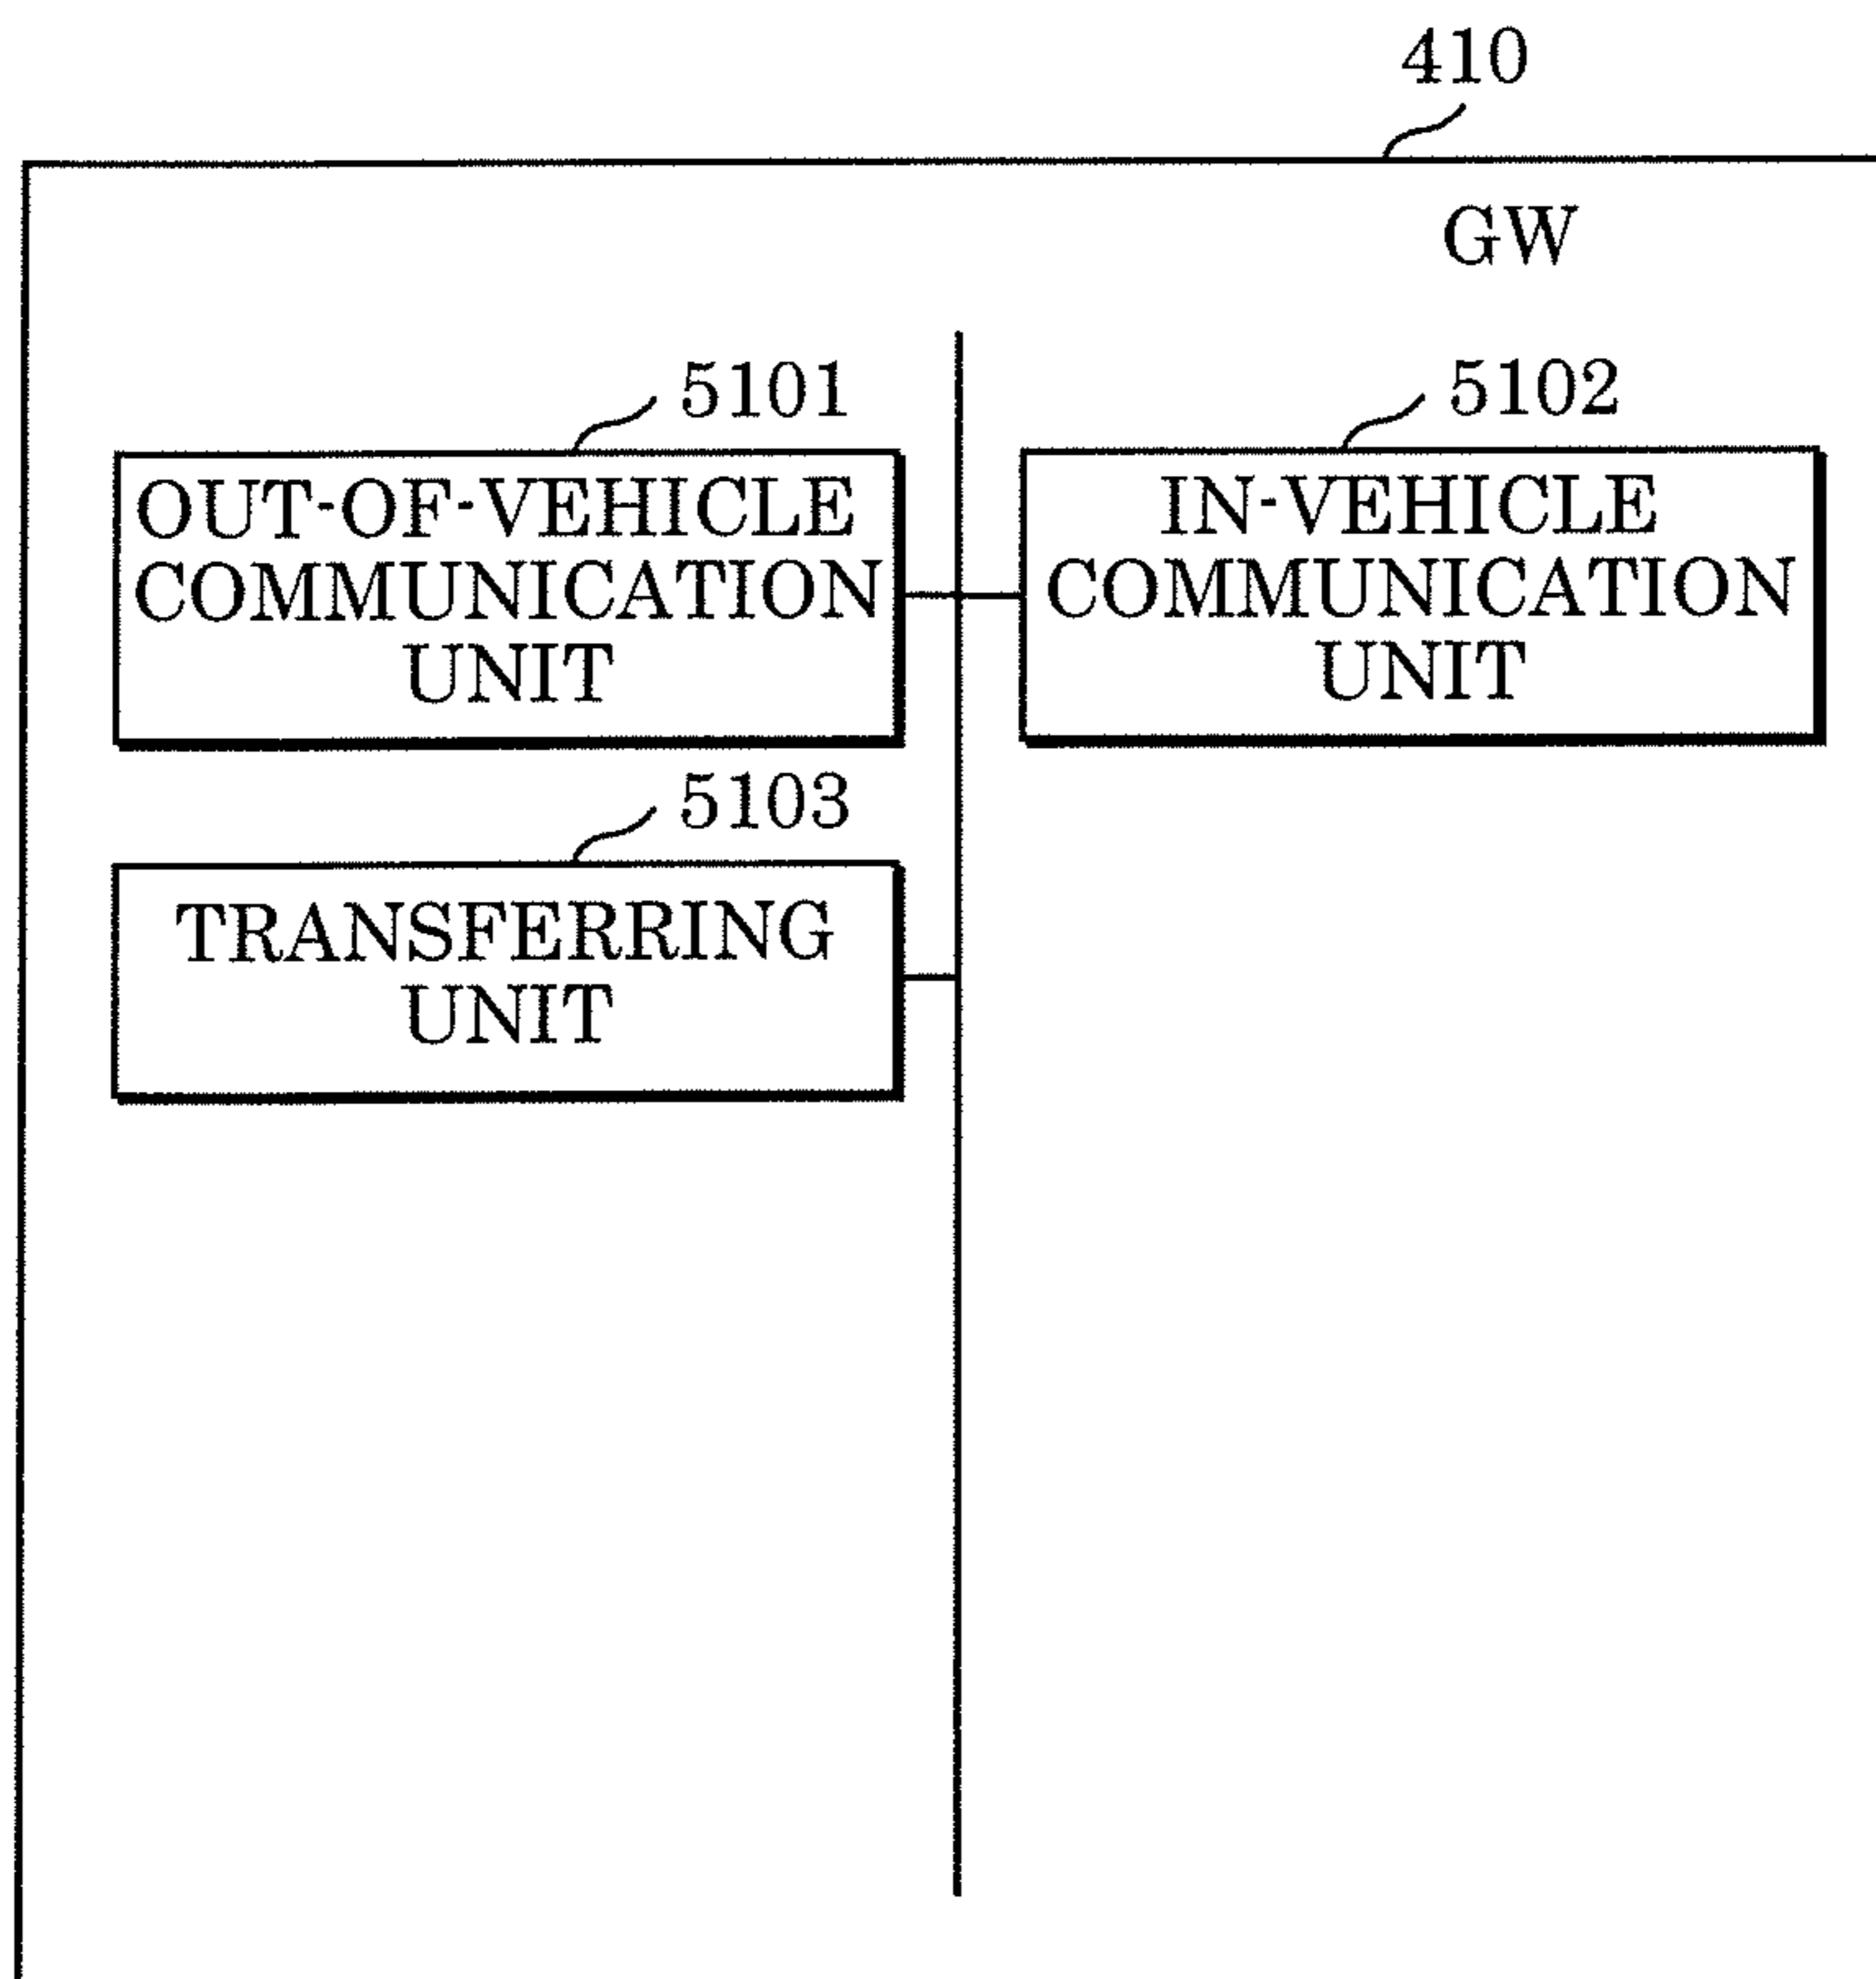 410
GW
5101
OUT-OF-VEHICLE
COMMUNICATION
UNIT
5102
IN-VEHICLE
COMMUNICATION
UNIT
5103
TRANSFERRING
UNIT